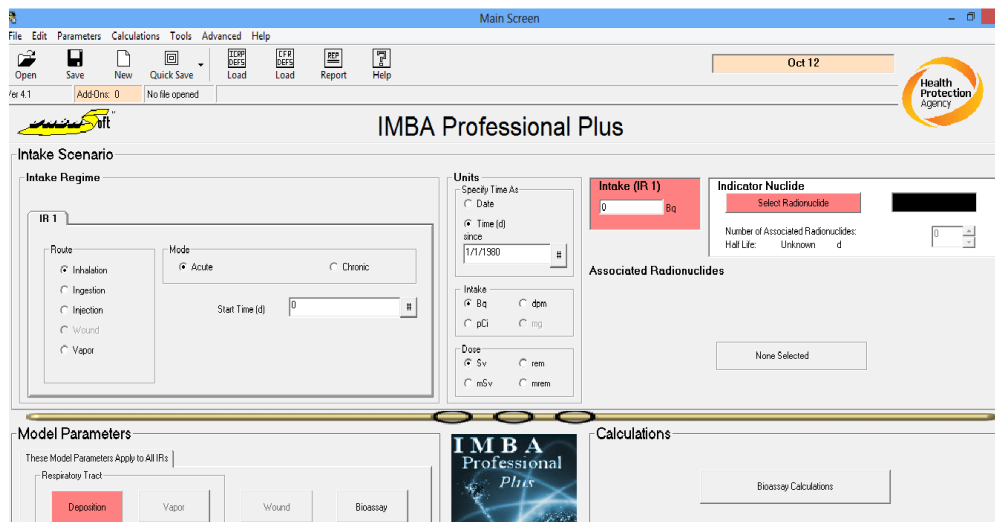 Main Screen
File Edit Parameters Calculations Tools Advanced Help
Open Save New Quick Save ICRP DEFS Load CFR DEFS Load REP Report ? Help
Oct 12
Ver 4.1 Add-Ons: 0 No file opened
Health
Protection
Agency
IMBA Professional Plus
Intake Scenario
Intake Regime
IR 1
Route
Inhalation
Ingestion
Injection
Wound
Vapor
Mode
Acute Chronic
Start Time (d) 0 #
Units
Specify Time As
Date
Time (d)
since
1/1/1980 #
Intake
Bq dpm
pCi mg
Dose
Sv rem
mSv mrem
Intake (IR 1)
0 Bq
Indicator Nuclide
Select Radionuclide
Number of Associated Radionuclides: 0
Half Life: Unknown d
Associated Radionuclides
None Selected
Model Parameters
These Model Parameters Apply to All IRs
Respiratory Tract
Deposition Vapor Wound Bioassay
IMBA
Professional
Plus
Calculations
Bioassay Calculations